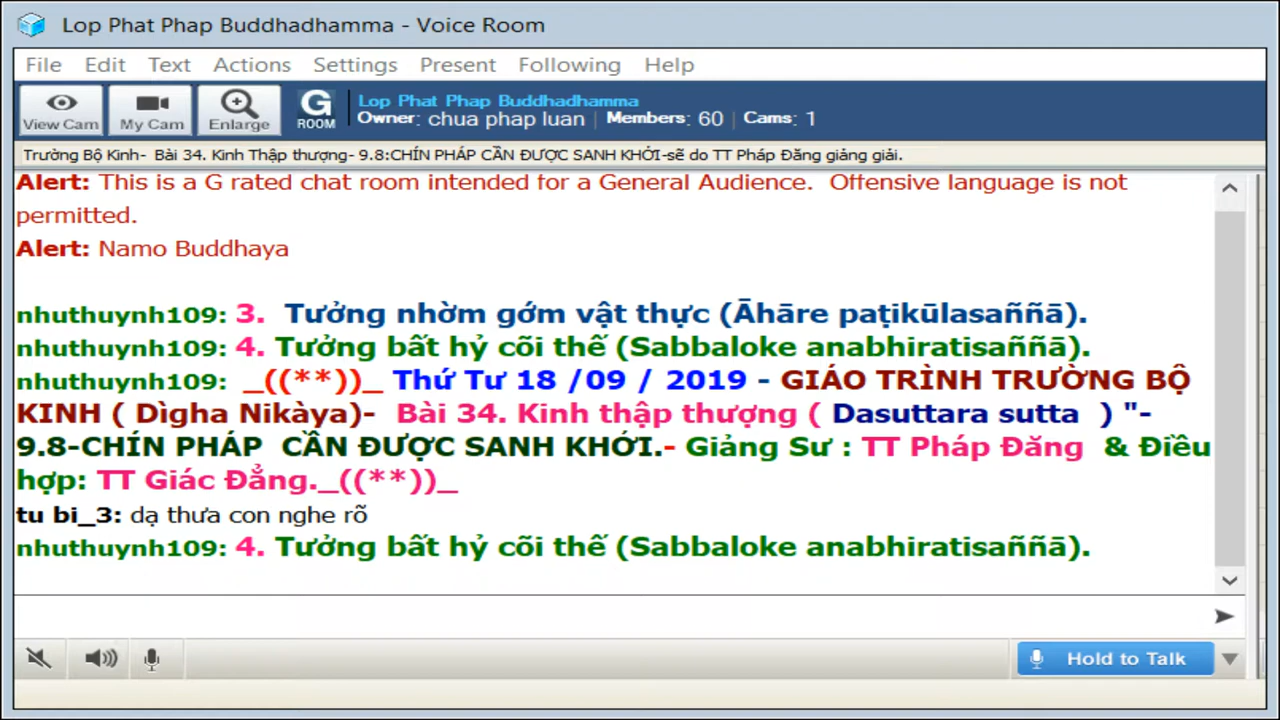 Lop Phat Phap Buddhadhamma - Voice Room
File Edit Text Actions Settings Present Following Help
View Cam My Cam Enlarge G ROOM
Lop Phat Phap Buddhadhamma
Owner: chua phap luan | Members: 60 | Cams: 1
Trường Bộ Kinh- Bài 34. Kinh Thập thượng- 9.8:CHÍN PHÁP CẦN ĐƯỢC SANH KHỞI-sẽ do TT Pháp Đăng giảng giải.
Alert: This is a G rated chat room intended for a General Audience. Offensive language is not
permitted.
Alert: Namo Buddhaya
nhuthuynh109: 3. Tưởng nhờm gớm vật thực (Āhāre paṭikūlasaññā).
nhuthuynh109: 4. Tưởng bất hỷ cõi thế (Sabbaloke anabhiratisaññā).
nhuthuynh109: _((**))_ Thứ Tư 18 /09 / 2019 - GIÁO TRÌNH TRƯỜNG BỘ
KINH ( Dìgha Nikàya)- Bài 34. Kinh thập thượng ( Dasuttara sutta ) "-
9.8-CHÍN PHÁP CẦN ĐƯỢC SANH KHỞI.- Giảng Sư : TT Pháp Đăng & Điều
hợp: TT Giác Đẳng._((**))_
tu bi_3: dạ thưa con nghe rõ
nhuthuynh109: 4. Tưởng bất hỷ cõi thế (Sabbaloke anabhiratisaññā).
Hold to Talk